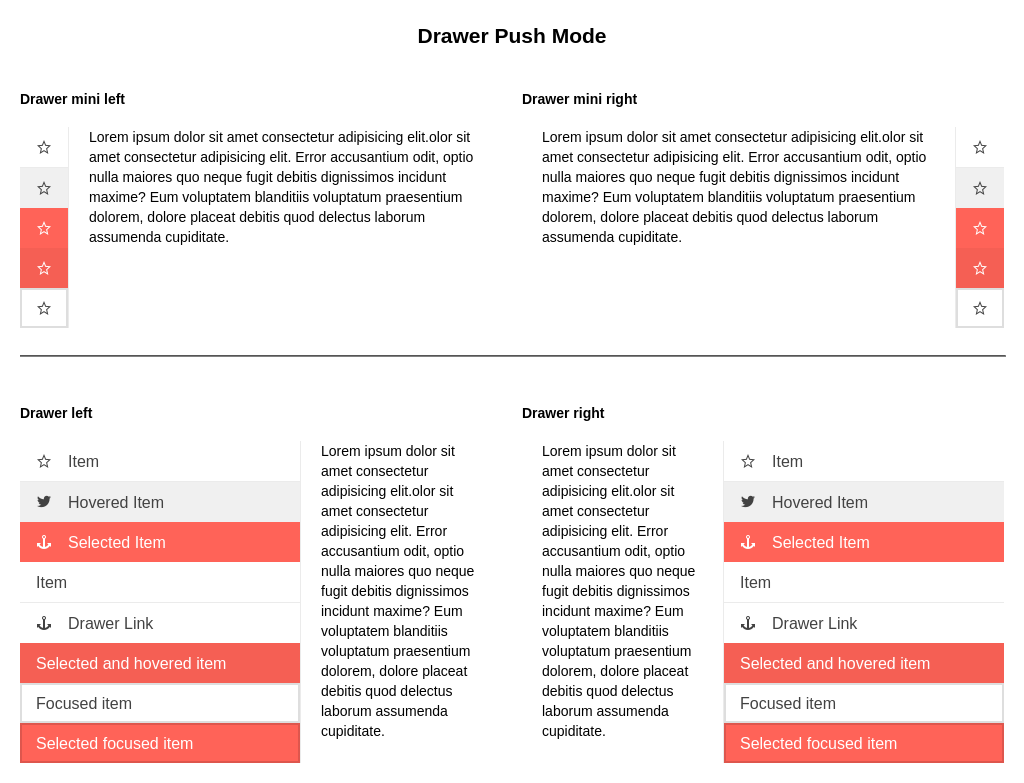 Drawer Push Mode
Drawer mini left
Lorem ipsum dolor sit amet consectetur adipisicing elit.olor sit
amet consectetur adipisicing elit. Error accusantium odit, optio
nulla maiores quo neque fugit debitis dignissimos incidunt
maxime? Eum voluptatem blanditiis voluptatum praesentium
dolorem, dolore placeat debitis quod delectus laborum
assumenda cupiditate.
Drawer mini right
Lorem ipsum dolor sit amet consectetur adipisicing elit.olor sit
amet consectetur adipisicing elit. Error accusantium odit, optio
nulla maiores quo neque fugit debitis dignissimos incidunt
maxime? Eum voluptatem blanditiis voluptatum praesentium
dolorem, dolore placeat debitis quod delectus laborum
assumenda cupiditate.
Drawer left
Item
Hovered Item
Selected Item
Item
Drawer Link
Selected and hovered item
Focused item
Selected focused item
Lorem ipsum dolor sit
amet consectetur
adipisicing elit.olor sit
amet consectetur
adipisicing elit. Error
accusantium odit, optio
nulla maiores quo neque
fugit debitis dignissimos
incidunt maxime? Eum
voluptatem blanditiis
voluptatum praesentium
dolorem, dolore placeat
debitis quod delectus
laborum assumenda
cupiditate.
Drawer right
Lorem ipsum dolor sit
amet consectetur
adipisicing elit.olor sit
amet consectetur
adipisicing elit. Error
accusantium odit, optio
nulla maiores quo neque
fugit debitis dignissimos
incidunt maxime? Eum
voluptatem blanditiis
voluptatum praesentium
dolorem, dolore placeat
debitis quod delectus
laborum assumenda
cupiditate.
Item
Hovered Item
Selected Item
Item
Drawer Link
Selected and hovered item
Focused item
Selected focused item